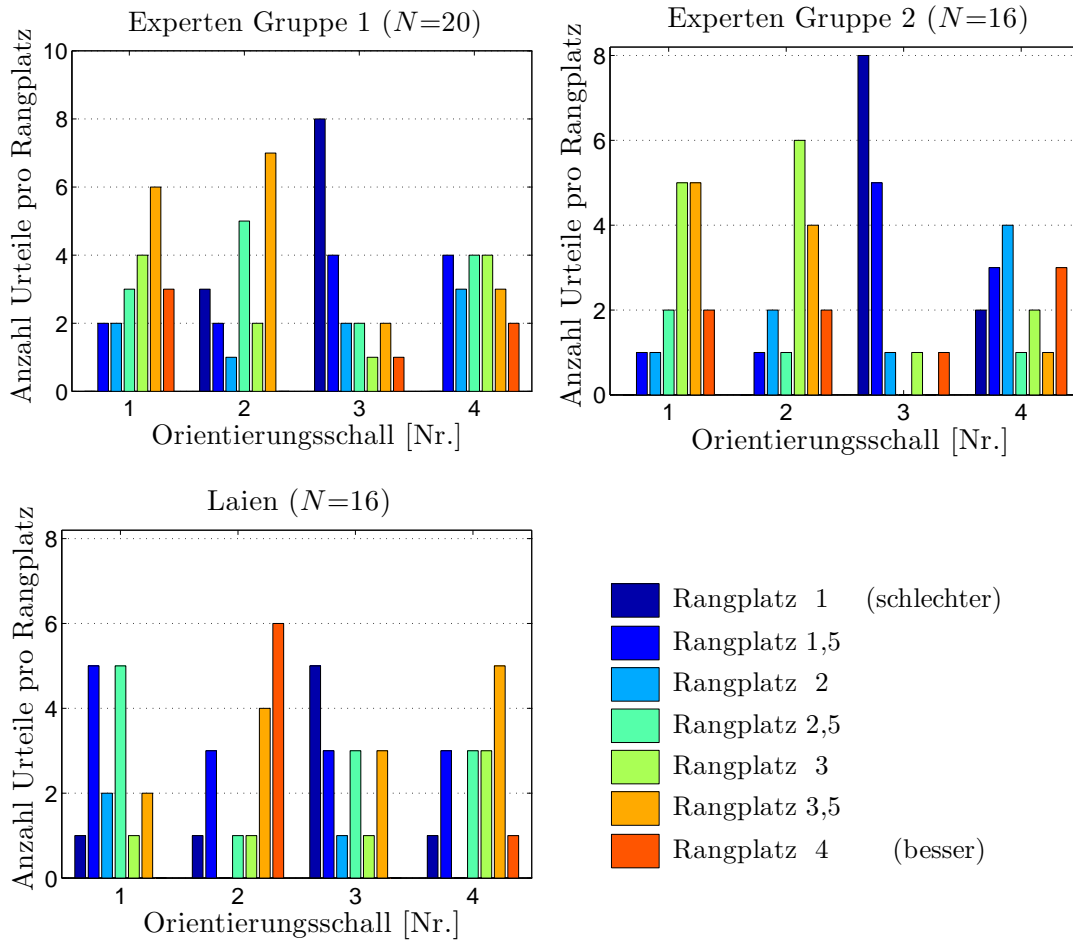 Experten Gruppe 1 (N=20)
Anzahl Urteile pro Rangplatz
10
8
6
4
2
0
1 2 3 4
Orientierungsschall [Nr.]
Experten Gruppe 2 (N=16)
Anzahl Urteile pro Rangplatz
8
6
4
2
0
1 2 3 4
Orientierungsschall [Nr.]
Laien (N=16)
Anzahl Urteile pro Rangplatz
8
6
4
2
0
1 2 3 4
Orientierungsschall [Nr.]
Rangplatz 1 (schlechter)
Rangplatz 1,5
Rangplatz 2
Rangplatz 2,5
Rangplatz 3
Rangplatz 3,5
Rangplatz 4 (besser)